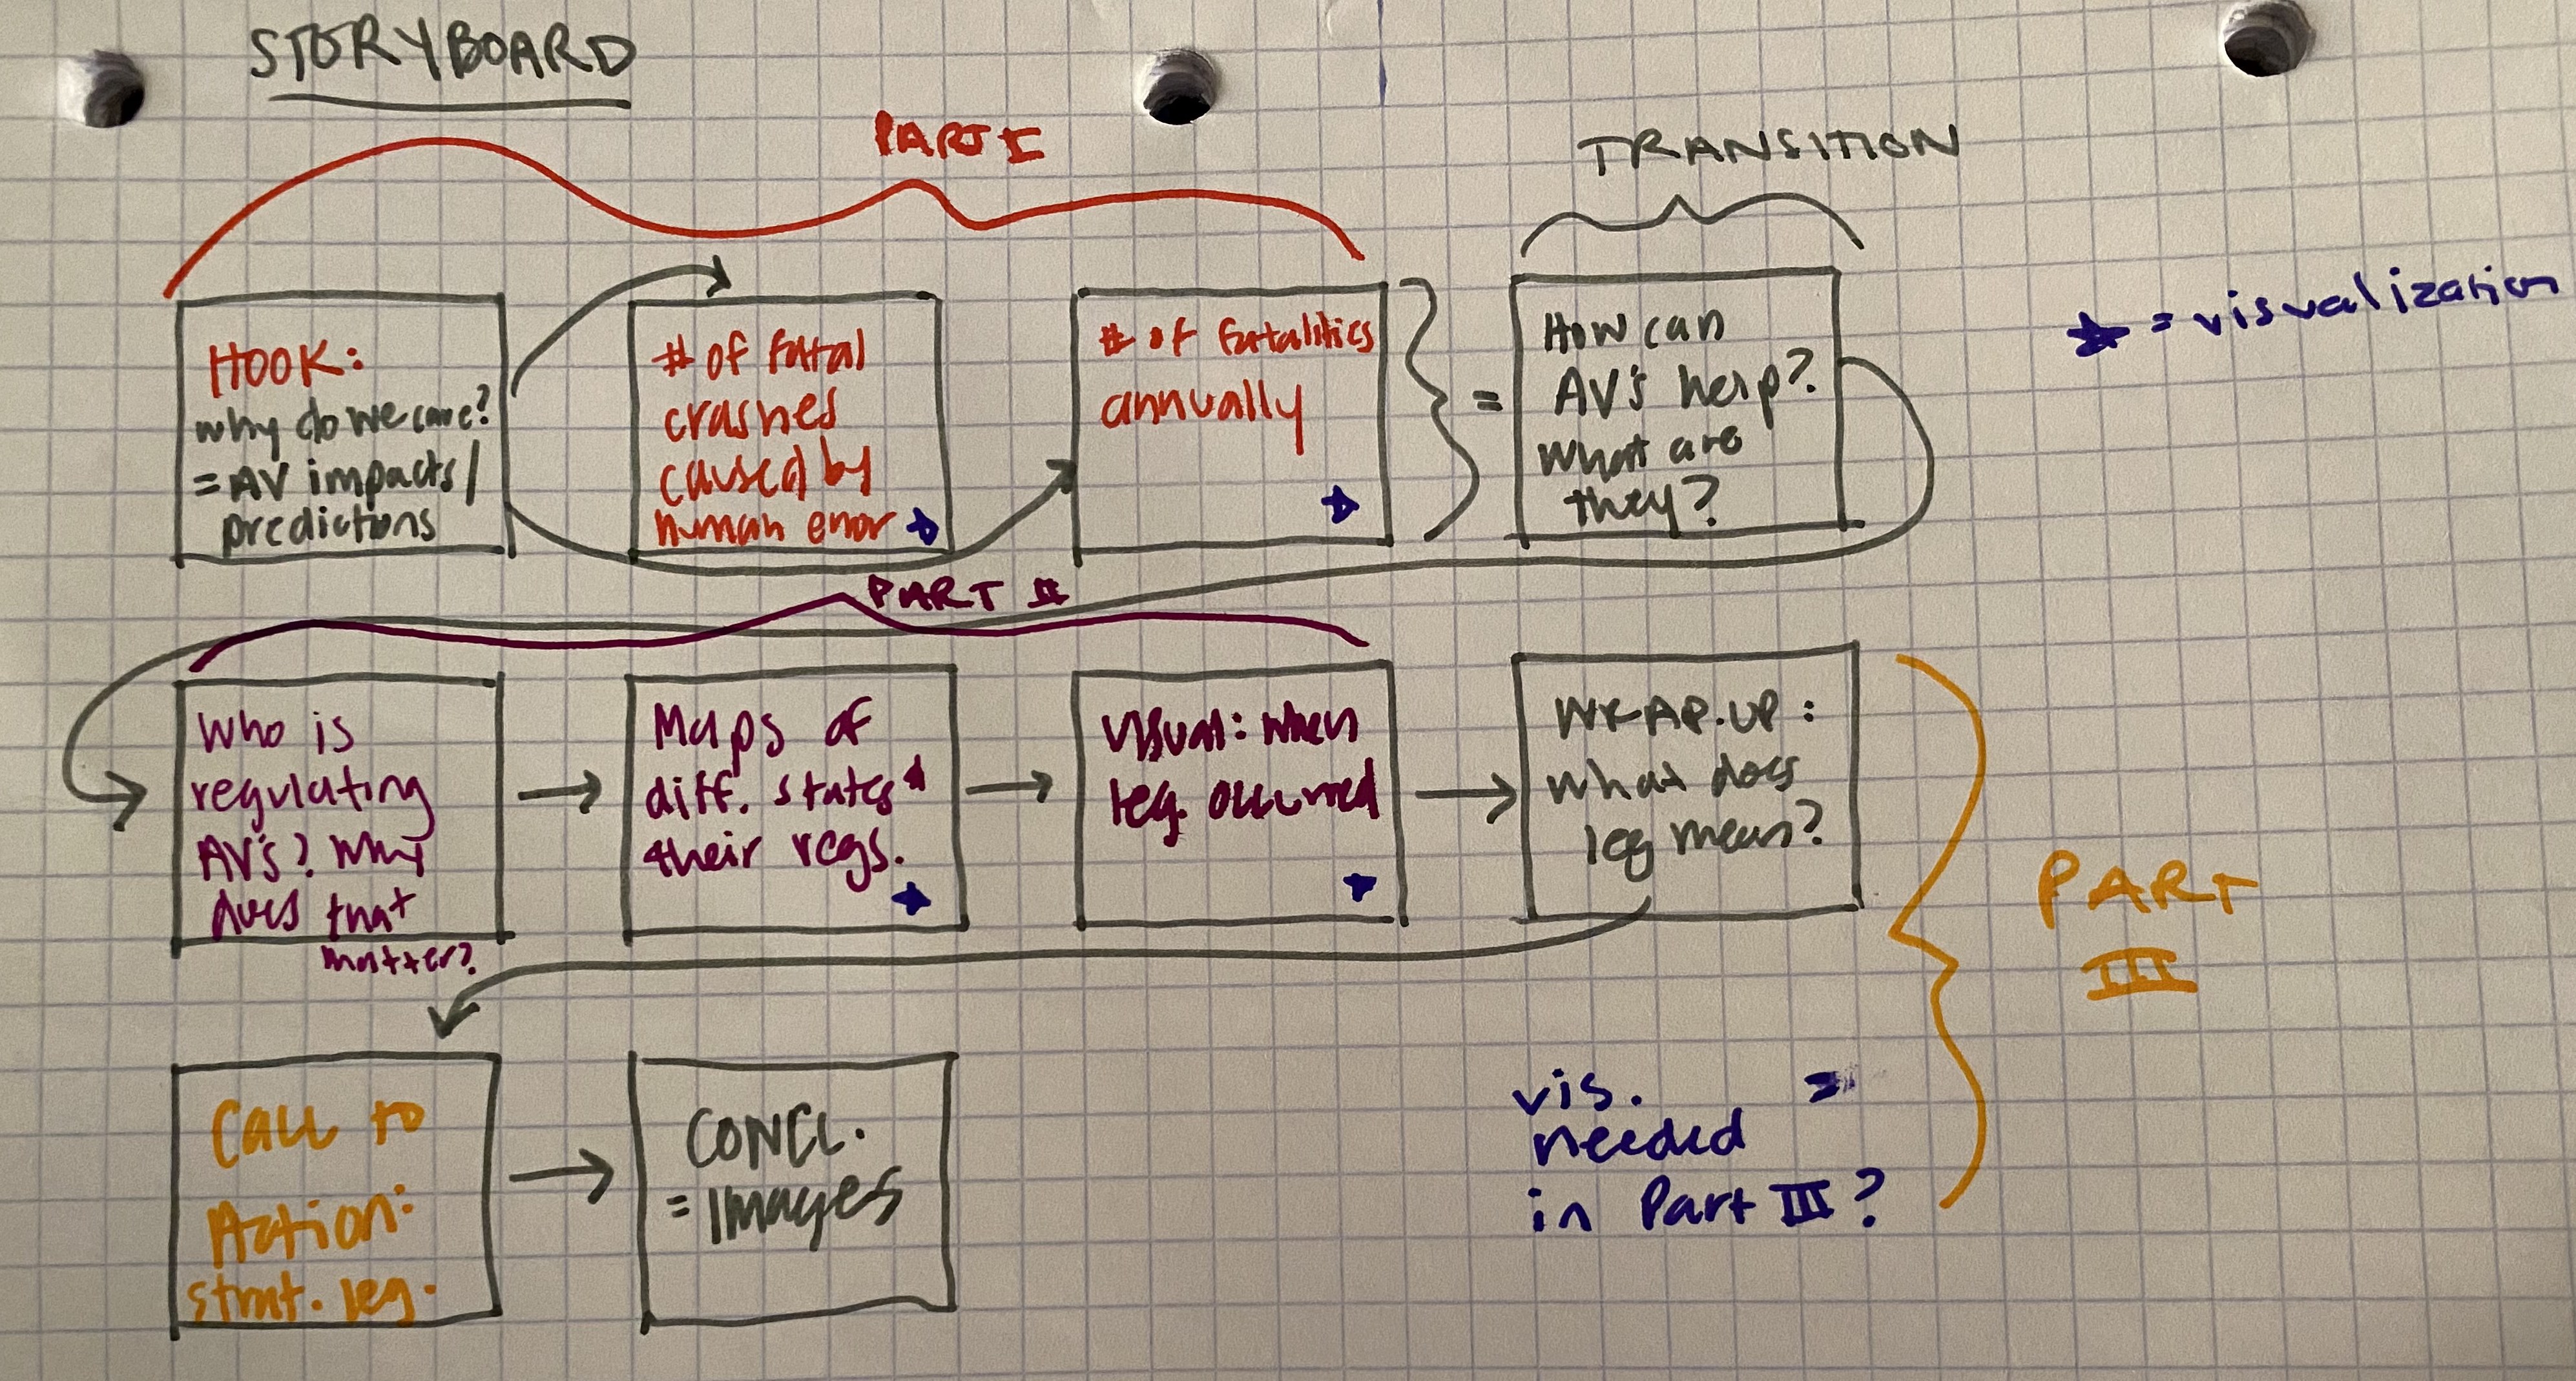 STORYBOARD
PART I
TRANSITION
HOOK:
why do we care?
= AV impacts/
predictions
# of fatal
crashes
caused by
human error
# of fatalities
annually
=
How can
AV's help?
What are
they?
= visualization
PART II
Who is
regulating
AV's? Why
does that
matter?
Maps of
diff. states &
their regs.
Visual: when
leg. occurred
WRAP-UP:
What does
leg mean?
PART
III
Call to
Action:
strat. leg.
CONCL.
= Images
vis.
needed
in Part III?